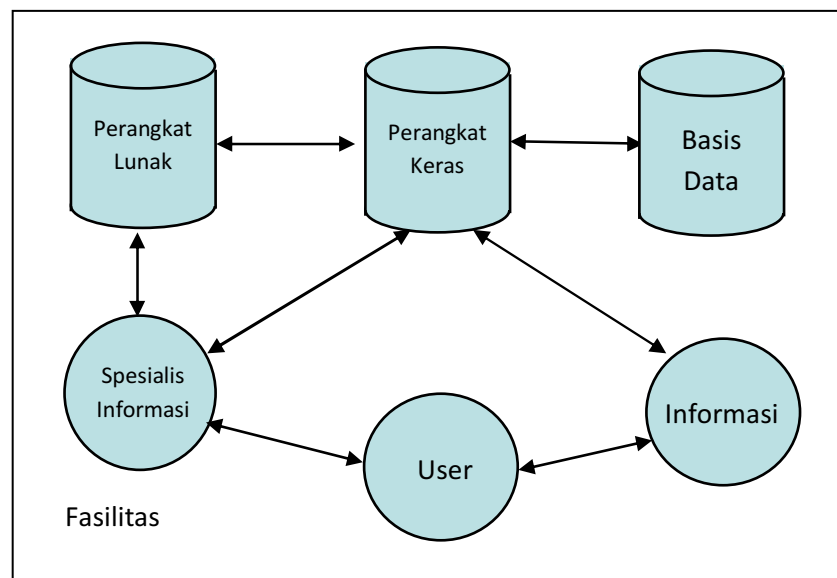 Perangkat
Lunak
Perangkat
Keras
Basis
Data
Spesialis
Informasi
User
Informasi
Fasilitas